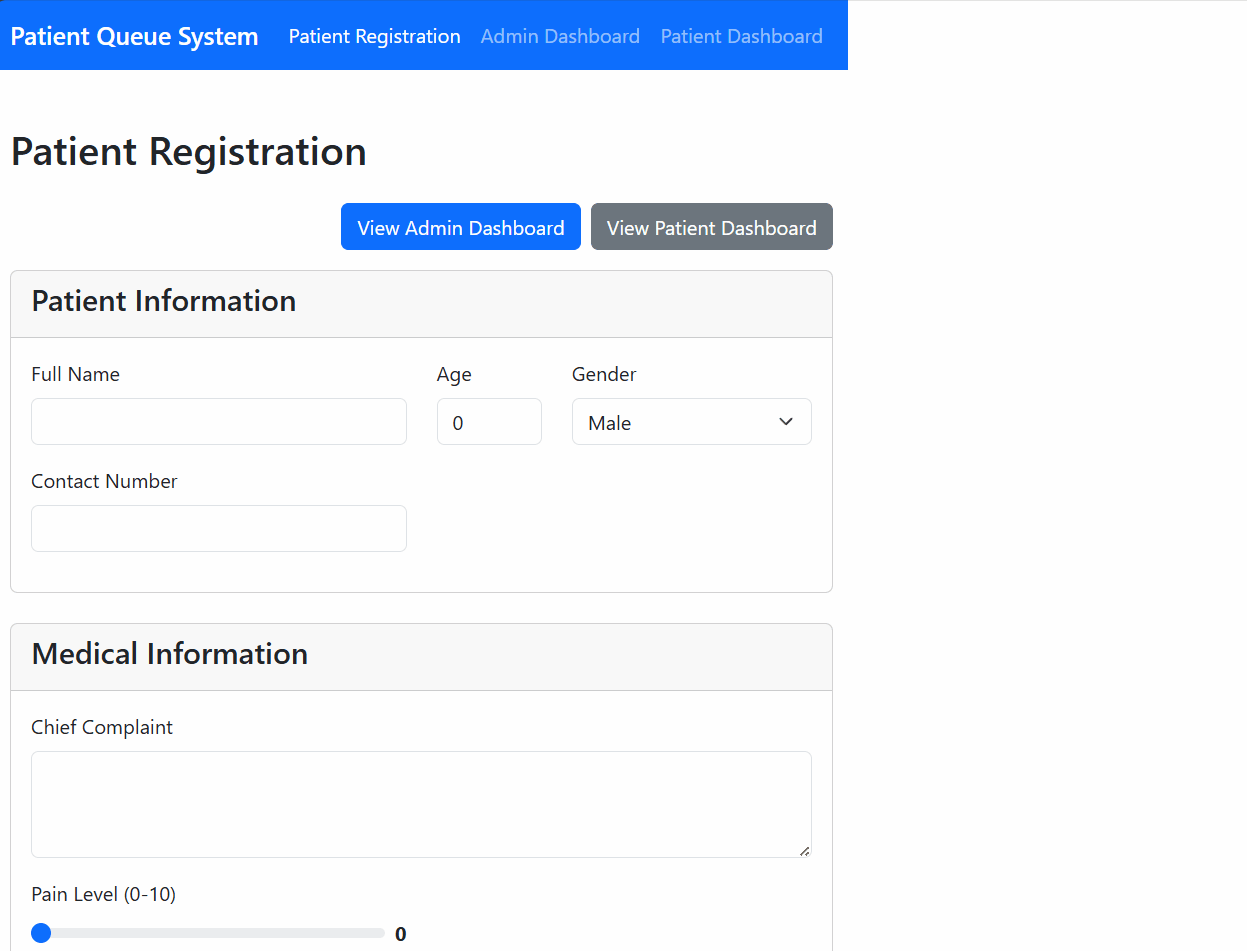 Patient Queue System Patient Registration Admin Dashboard Patient Dashboard
Patient Registration
View Admin Dashboard View Patient Dashboard
Patient Information
Full Name Age Gender
0 Male
Contact Number
Medical Information
Chief Complaint
Pain Level (0-10)
0